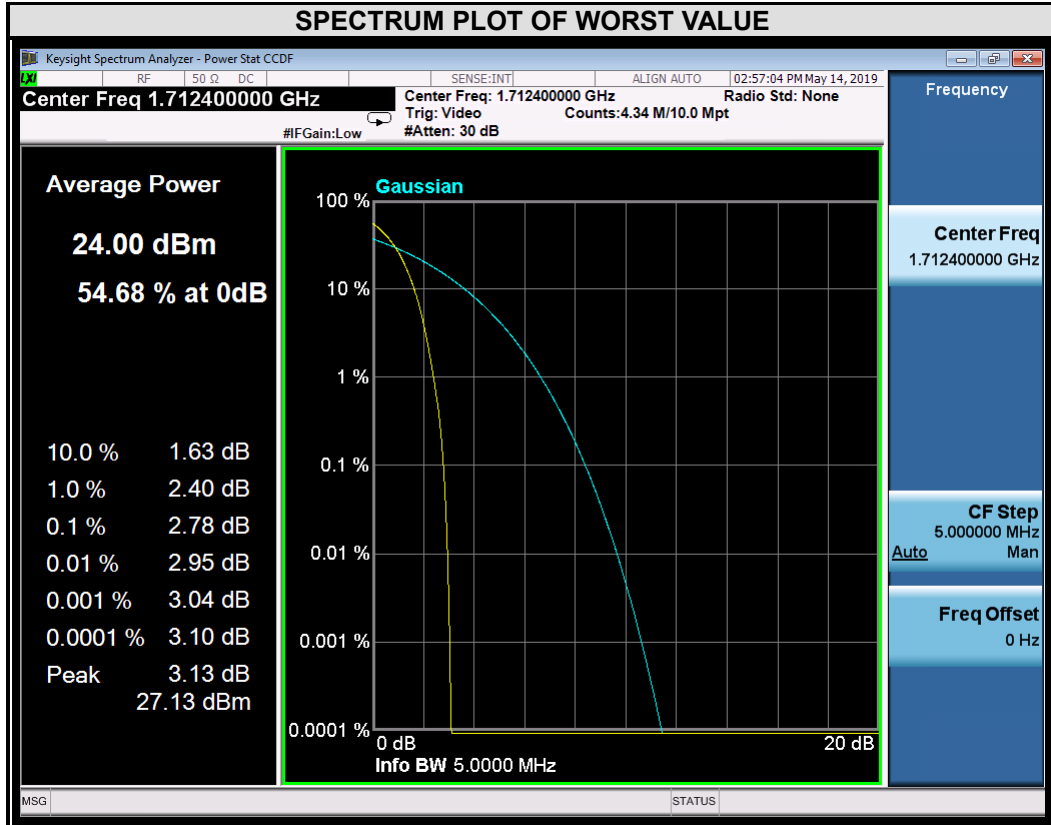 SPECTRUM PLOT OF WORST VALUE
Keysight Spectrum Analyzer - Power Stat CCDF
LXI
RF
50 Ω DC
SENSE:INT
ALIGN AUTO
02:57:04 PM May 14, 2019
Center Freq 1.712400000 GHz
Center Freq: 1.712400000 GHz
Radio Std: None
Trig: Video
Counts:4.34 M/10.0 Mpt
#IFGain:Low
#Atten: 30 dB
Frequency
Average Power
24.00 dBm
54.68 % at 0dB
10.0 % 1.63 dB
1.0 % 2.40 dB
0.1 % 2.78 dB
0.01 % 2.95 dB
0.001 % 3.04 dB
0.0001 % 3.10 dB
Peak 3.13 dB
27.13 dBm
Gaussian
100 %
10 %
1 %
0.1 %
0.01 %
0.001 %
0.0001 %
0 dB
20 dB
Info BW 5.0000 MHz
Center Freq
1.712400000 GHz
CF Step
5.000000 MHz
Auto Man
Freq Offset
0 Hz
MSG
STATUS